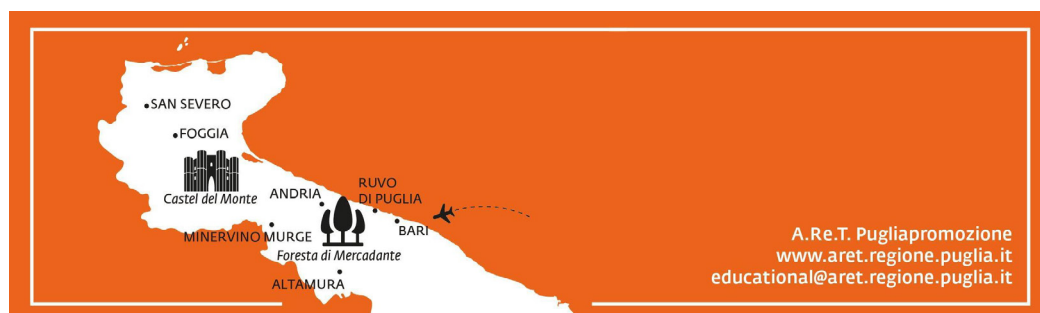 SAN SEVERO
FOGGIA
Castel del Monte
ANDRIA
RUVO
DI PUGLIA
BARI
MINERVINO MURGE
Foresta di Mercadante
ALTAMURA
A.Re.T. Pugliapromozione
www.aret.regione.puglia.it
educational@aret.regione.puglia.it